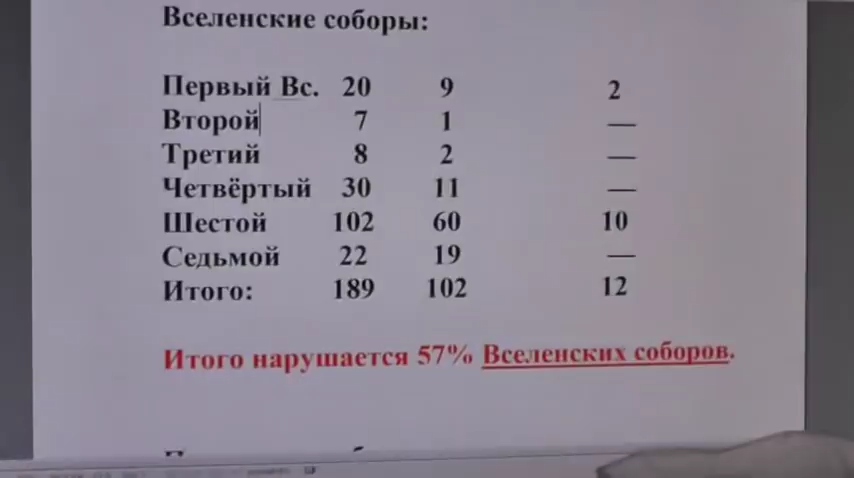 Вселенские соборы:
Первый Вс. 20 9 2
Второй 7 1 —
Третий 8 2 —
Четвёртый 30 11 —
Шестой 102 60 10
Седьмой 22 19 —
Итого: 189 102 12
Итого нарушается 57% Вселенских соборов.